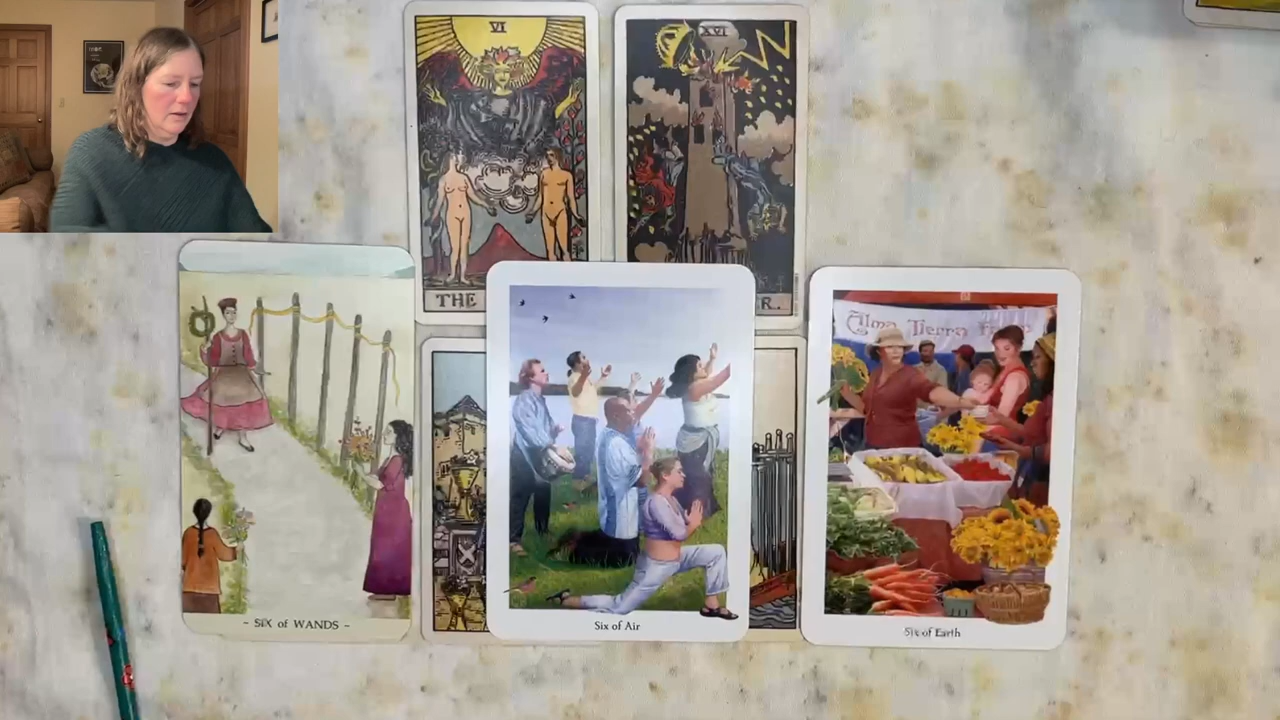 VI
XVI
THE
R.
Alma Tierra
- SIX of WANDS -
Six of Air
Six of Earth